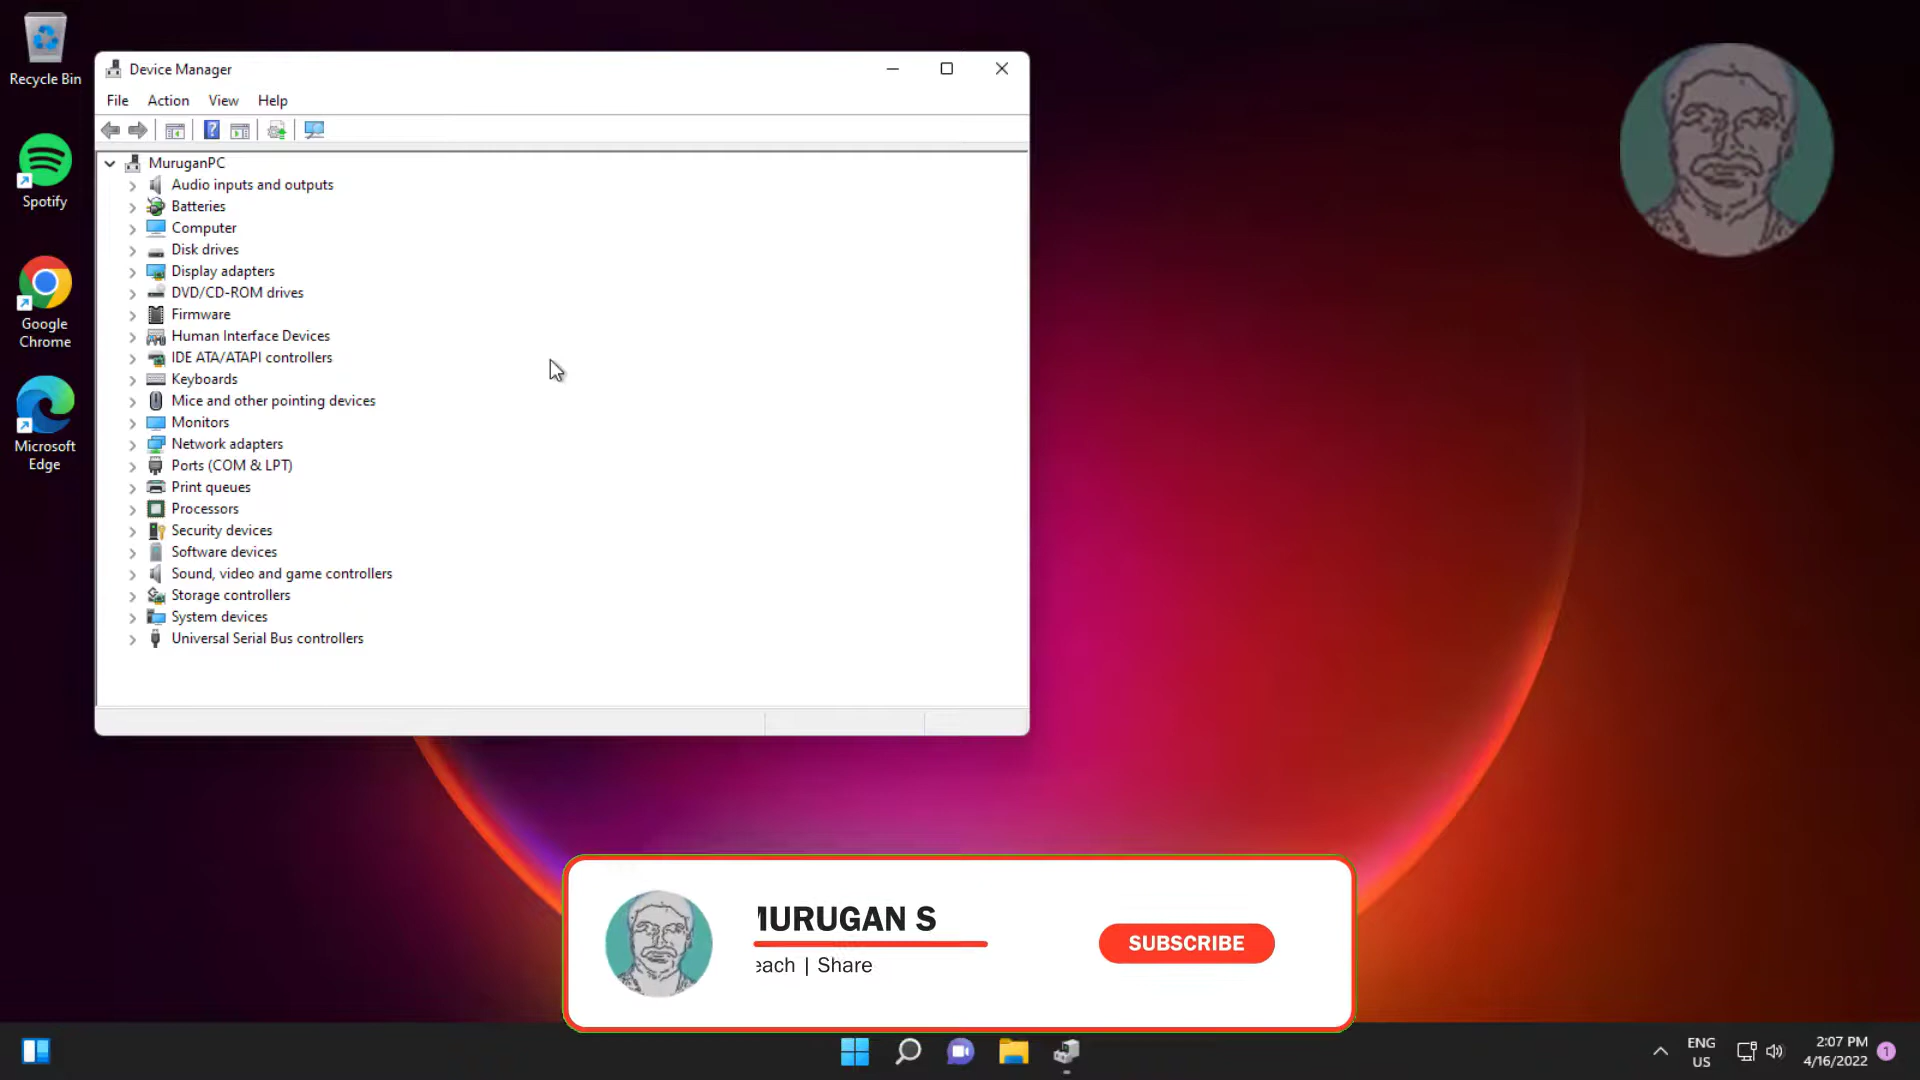 Recycle Bin
Spotify
Google
Chrome
Microsoft
Edge
Device Manager
File Action View Help
MuruganPC
Audio inputs and outputs
Batteries
Computer
Disk drives
Display adapters
DVD/CD-ROM drives
Firmware
Human Interface Devices
IDE ATA/ATAPI controllers
Keyboards
Mice and other pointing devices
Monitors
Network adapters
Ports (COM & LPT)
Print queues
Processors
Security devices
Software devices
Sound, video and game controllers
Storage controllers
System devices
Universal Serial Bus controllers
MURUGAN S
each | Share
SUBSCRIBE
ENG
US
2:07 PM
4/16/2022
1